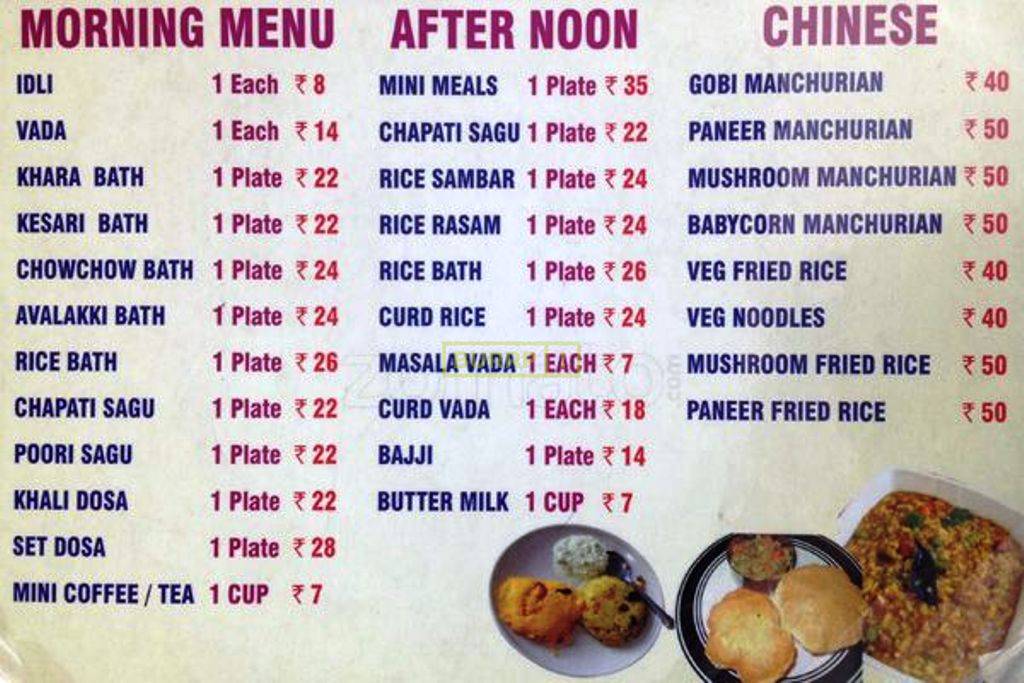 MORNING MENU
IDLI 1 Each ₹ 8
VADA 1 Each ₹ 14
KHARA BATH 1 Plate ₹ 22
KESARI BATH 1 Plate ₹ 22
CHOWCHOW BATH 1 Plate ₹ 24
AVALAKKI BATH 1 Plate ₹ 24
RICE BATH 1 Plate ₹ 26
CHAPATI SAGU 1 Plate ₹ 22
POORI SAGU 1 Plate ₹ 22
KHALI DOSA 1 Plate ₹ 22
SET DOSA 1 Plate ₹ 28
MINI COFFEE / TEA 1 CUP ₹ 7
AFTER NOON
MINI MEALS 1 Plate ₹ 35
CHAPATI SAGU 1 Plate ₹ 22
RICE SAMBAR 1 Plate ₹ 24
RICE RASAM 1 Plate ₹ 24
RICE BATH 1 Plate ₹ 26
CURD RICE 1 Plate ₹ 24
MASALA VADA 1 EACH ₹ 7
CURD VADA 1 EACH ₹ 18
BAJJI 1 Plate ₹ 14
BUTTER MILK 1 CUP ₹ 7
CHINESE
GOBI MANCHURIAN ₹ 40
PANEER MANCHURIAN ₹ 50
MUSHROOM MANCHURIAN ₹ 50
BABYCORN MANCHURIAN ₹ 50
VEG FRIED RICE ₹ 40
VEG NOODLES ₹ 40
MUSHROOM FRIED RICE ₹ 50
PANEER FRIED RICE ₹ 50
zomato.com